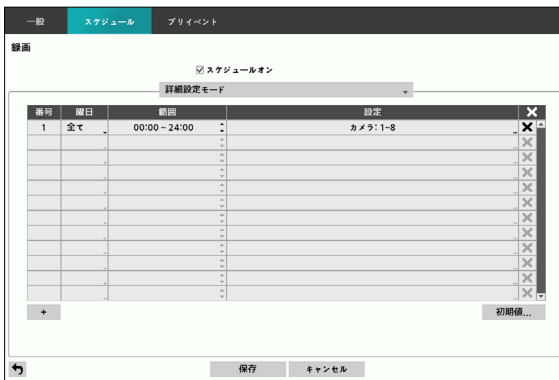 一般 スケジュール プリイベント
録画
スケジュールオン
詳細設定モード
番号 曜日 範囲 設定
1 全て 00:00 ~ 24:00 カメラ: 1~8
+ 初期値...
保存 キャンセル